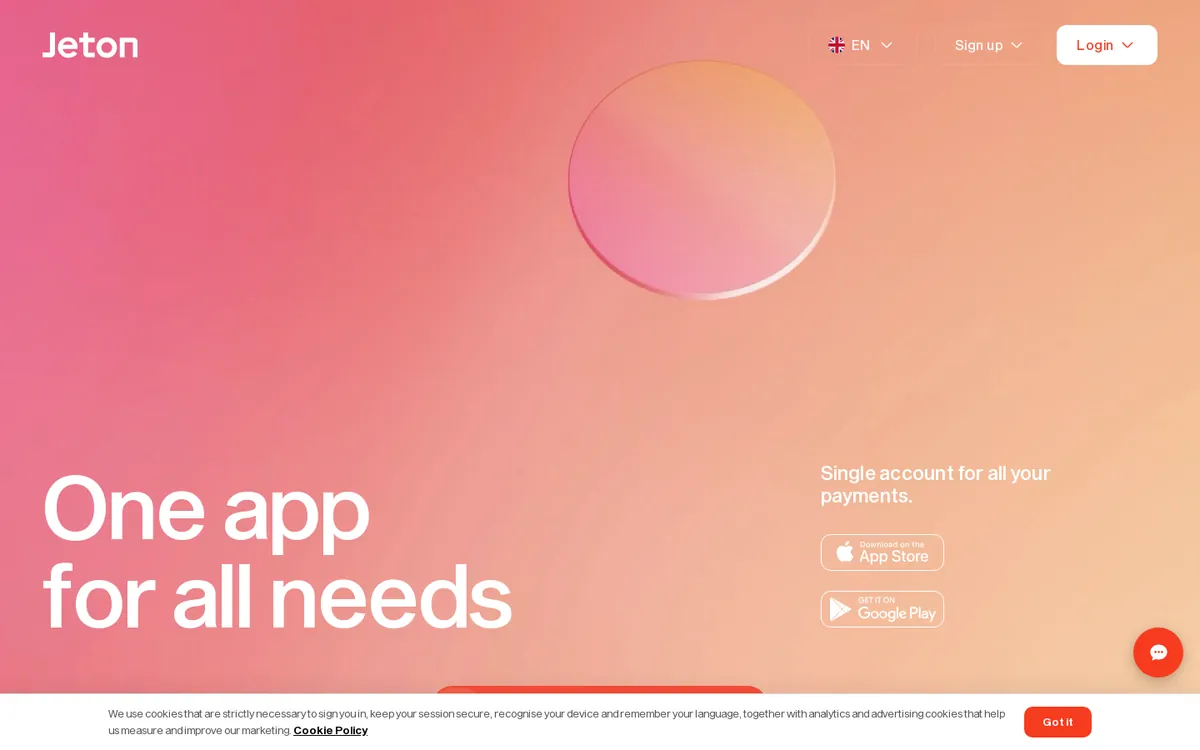 Jeton
EN
Sign up
Login
One app
for all needs
Single account for all your
payments.
Download on the
App Store
GET IT ON
Google Play
We use cookies that are strictly necessary to sign you in, keep your session secure, recognise your device and remember your language, together with analytics and advertising cookies that help
us measure and improve our marketing. Cookie Policy
Got it